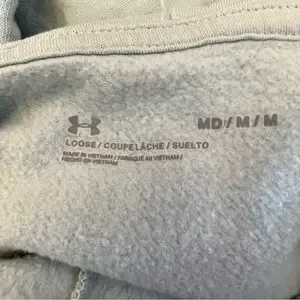 MD / M / M
LOOSE / COUPE LÂCHE / SUELTO
MADE IN VIETNAM / FABRIQUÉ AU VIETNAM /
HECHO EN VIETNAM